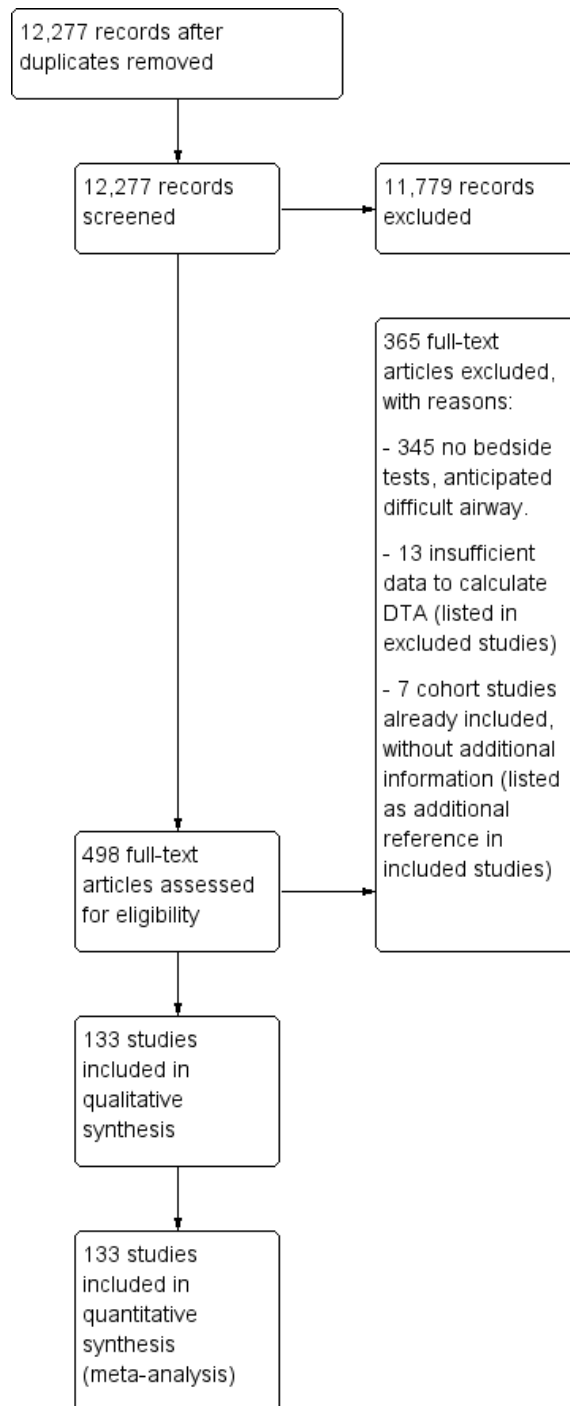 12,277 records after
duplicates removed
12,277 records
screened
11,779 records
excluded
365 full-text
articles excluded,
with reasons:
- 345 no bedside
tests, anticipated
difficult airway.
- 13 insufficient
data to calculate
DTA (listed in
excluded studies)
- 7 cohort studies
already included,
without additional
information (listed
as additional
reference in
included studies)
498 full-text
articles assessed
for eligibility
133 studies
included in
qualitative
synthesis
133 studies
included in
quantitative
synthesis
(meta-analysis)